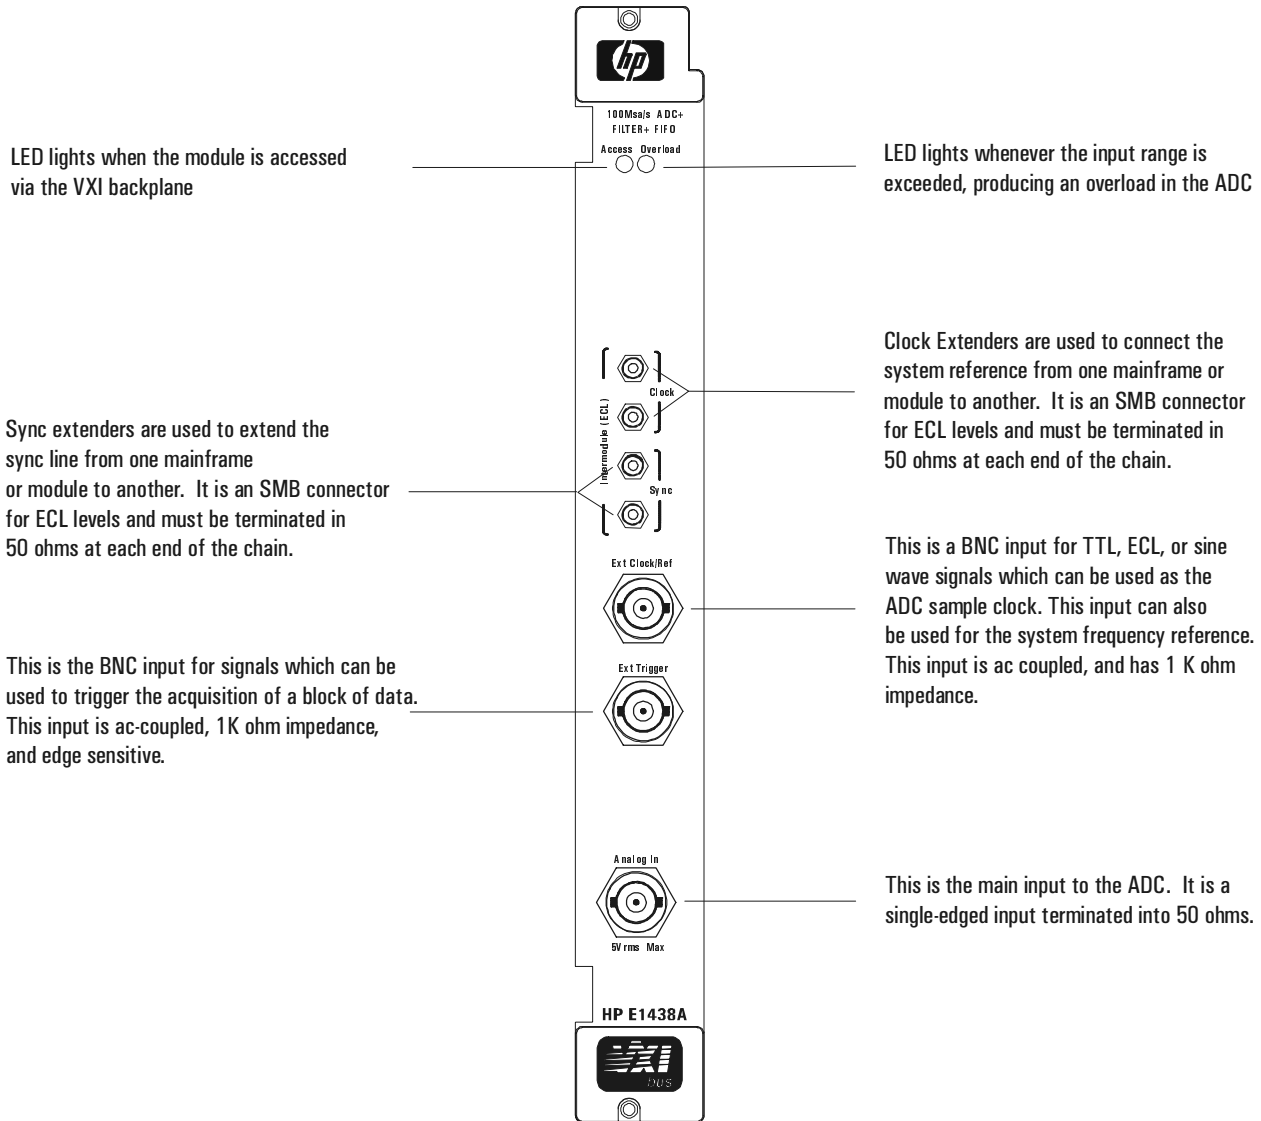 hp
100Msa/s ADC+
FILTER+ FIFO
Access Overload
LED lights when the module is accessed
via the VXI backplane
LED lights whenever the input range is
exceeded, producing an overload in the ADC
Clock Extenders are used to connect the
system reference from one mainframe or
module to another. It is an SMB connector
for ECL levels and must be terminated in
50 ohms at each end of the chain.
Clock
Intermodule (ECL)
Sync
Sync extenders are used to extend the
sync line from one mainframe
or module to another. It is an SMB connector
for ECL levels and must be terminated in
50 ohms at each end of the chain.
Ext Clock/Ref
This is a BNC input for TTL, ECL, or sine
wave signals which can be used as the
ADC sample clock. This input can also
be used for the system frequency reference.
This input is ac coupled, and has 1 K ohm
impedance.
Ext Trigger
This is the BNC input for signals which can be
used to trigger the acquisition of a block of data.
This input is ac-coupled, 1K ohm impedance,
and edge sensitive.
Analog In
This is the main input to the ADC. It is a
single-edged input terminated into 50 ohms.
5V rms Max
HP E1438A
VXI
bus